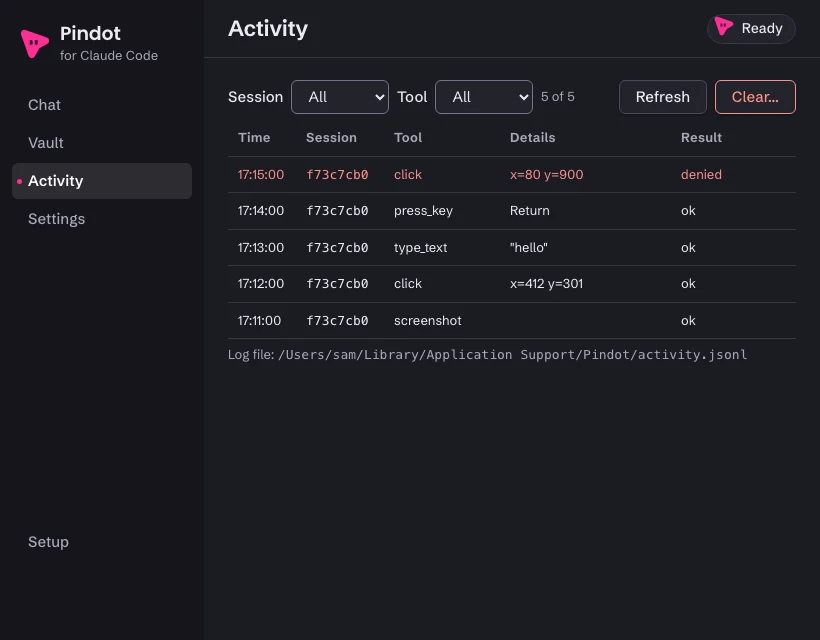 Pindot
for Claude Code
Chat
Vault
Activity
Settings
Setup
Activity
Ready
Session All Tool All 5 of 5 Refresh Clear...
Time Session Tool Details Result
17:15:00 f73c7cb0 click x=80 y=900 denied
17:14:00 f73c7cb0 press_key Return ok
17:13:00 f73c7cb0 type_text "hello" ok
17:12:00 f73c7cb0 click x=412 y=301 ok
17:11:00 f73c7cb0 screenshot ok
Log file: /Users/sam/Library/Application Support/Pindot/activity.jsonl